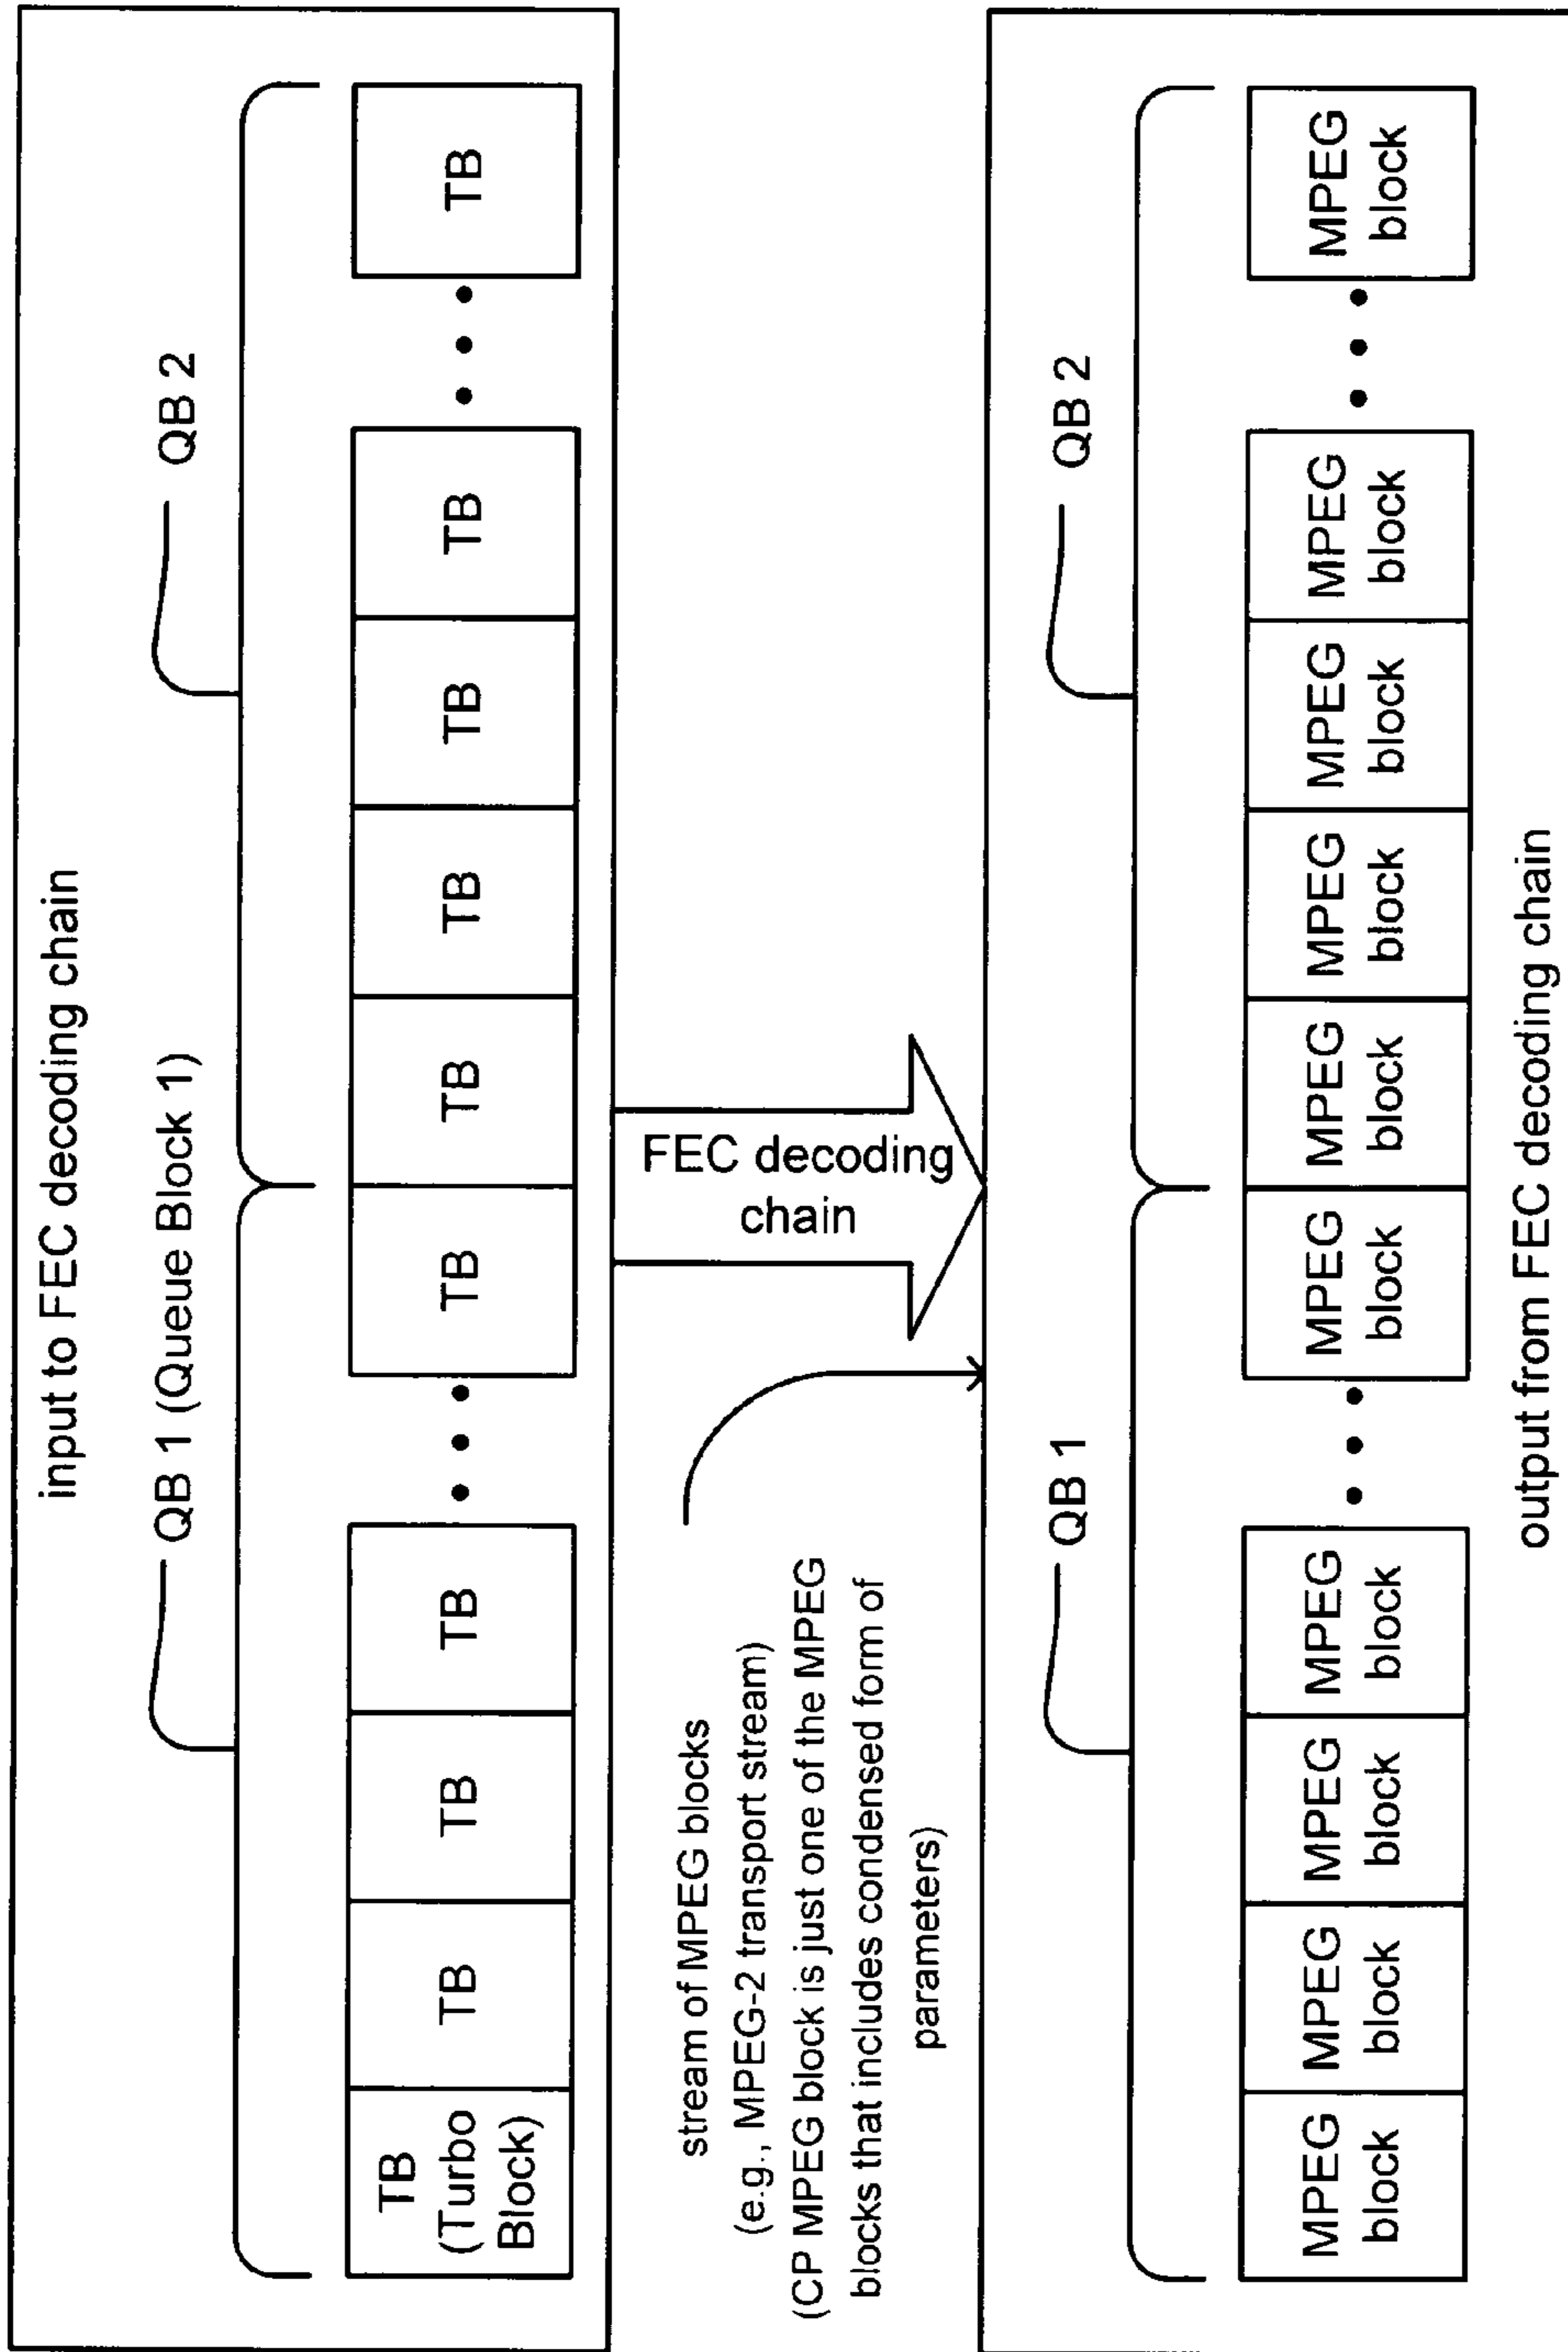 input to FEC decoding chain
QB 1 (Queue Block 1)
QB 2
TB
(Turbo
Block)
TB
TB
TB
TB
TB
TB
TB
TB
TB
FEC decoding
chain
stream of MPEG blocks
(e.g., MPEG-2 transport stream)
(CP MPEG block is just one of the MPEG
blocks that includes condensed form of
parameters)
QB 1
QB 2
MPEG
block
MPEG
block
MPEG
block
MPEG
block
MPEG
block
MPEG
block
MPEG
block
MPEG
block
MPEG
block
MPEG
block
output from FEC decoding chain